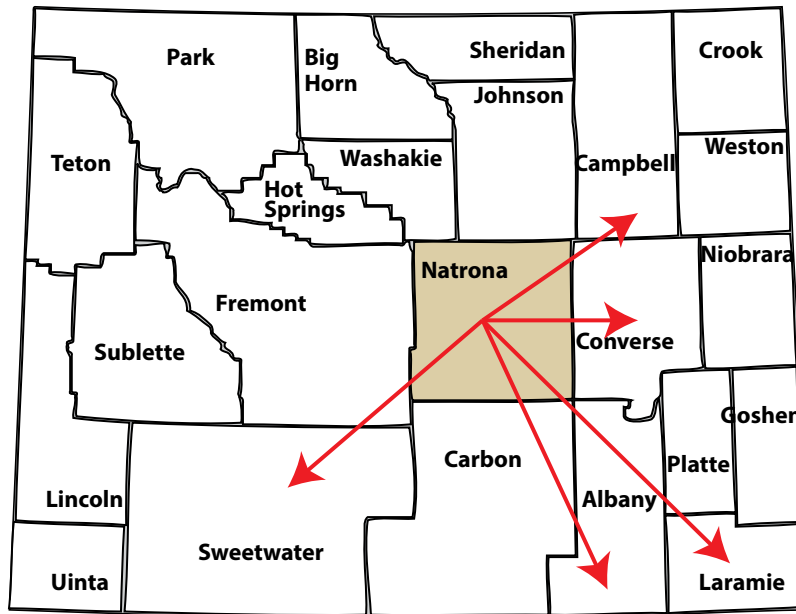 Park
Big
Horn
Sheridan
Crook
Johnson
Teton
Washakie
Campbell
Weston
Hot
Springs
Natrona
Niobrara
Fremont
Sublette
Converse
Goshen
Carbon
Platte
Lincoln
Albany
Sweetwater
Uinta
Laramie